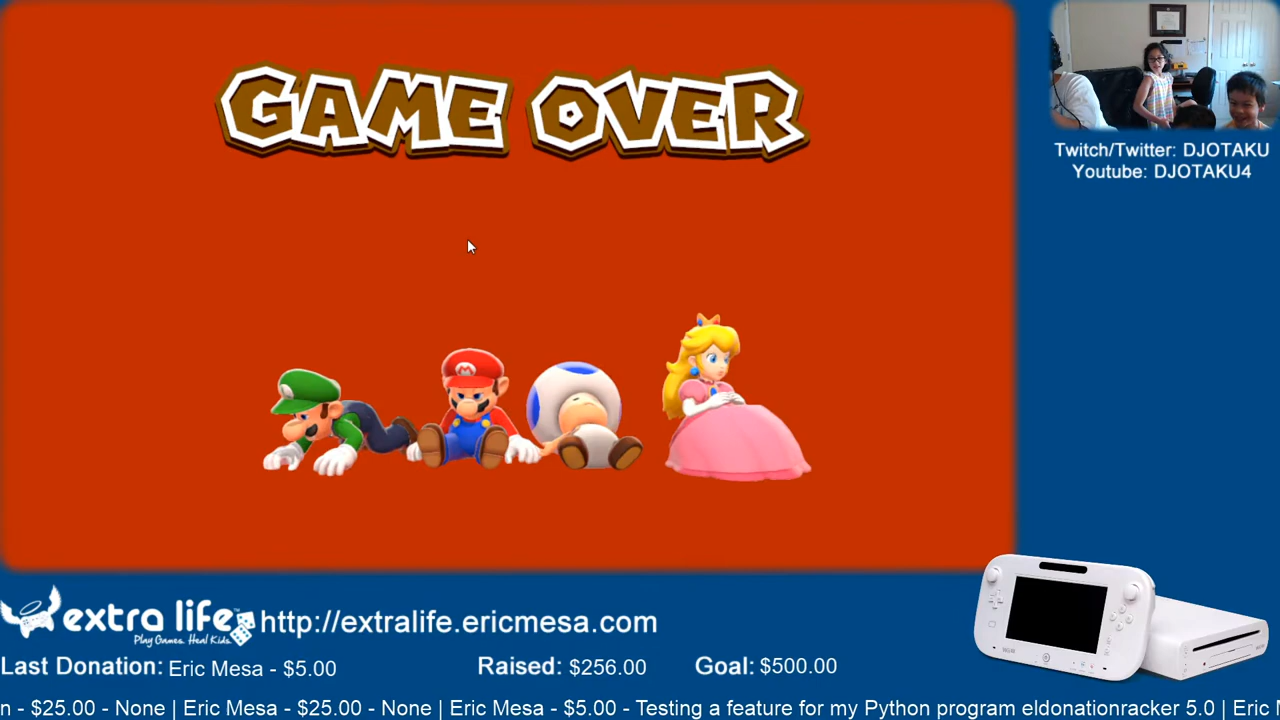 GAME OVER
Twitch/Twitter: DJOTAKU
Youtube: DJOTAKU4
extra life
Play Games. Heal Kids.
http://extralife.ericmesa.com
Last Donation: Eric Mesa - $5.00
Raised: $256.00
Goal: $500.00
n - $25.00 - None | Eric Mesa - $25.00 - None | Eric Mesa - $5.00 - Testing a feature for my Python program eldonationracker 5.0 | Eric